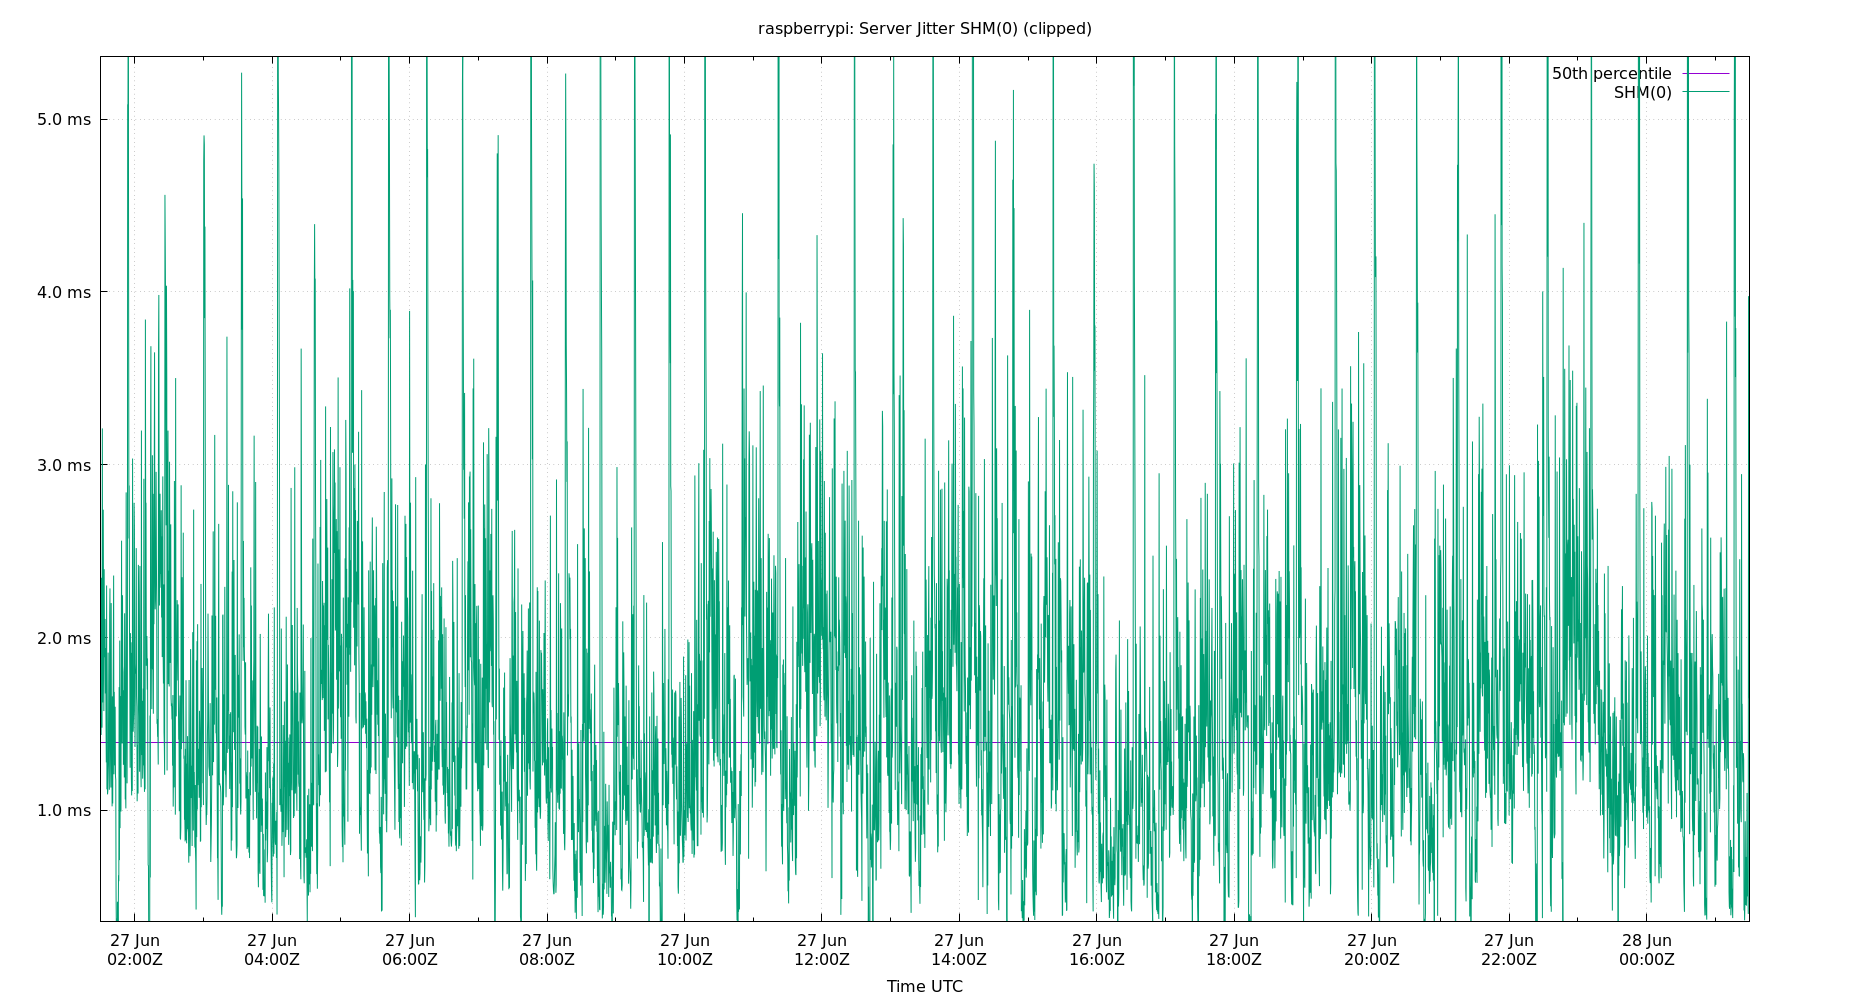 raspberrypi: Server Jitter SHM(0) (clipped)
50th percentile
SHM(0)
5.0 ms
4.0 ms
3.0 ms
2.0 ms
1.0 ms
27 Jun 27 Jun 27 Jun 27 Jun 27 Jun 27 Jun 27 Jun 27 Jun 27 Jun 27 Jun 27 Jun 28 Jun
02:00Z 04:00Z 06:00Z 08:00Z 10:00Z 12:00Z 14:00Z 16:00Z 18:00Z 20:00Z 22:00Z 00:00Z
Time UTC